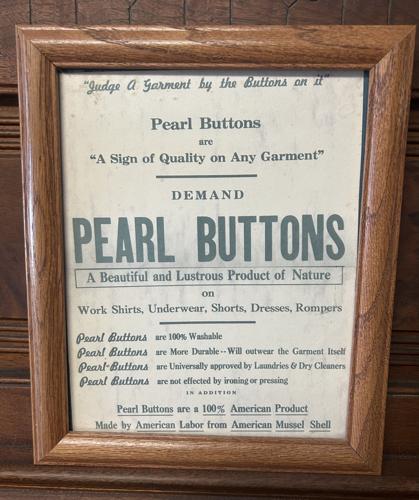 "Judge A Garment by the Buttons on it"
Pearl Buttons
are
"A Sign of Quality on Any Garment"
DEMAND
PEARL BUTTONS
A Beautiful and Lustrous Product of Nature
on
Work Shirts, Underwear, Shorts, Dresses, Rompers
Pearl Buttons are 100% Washable
Pearl Buttons are More Durable--Will outwear the Garment Itself
Pearl Buttons are Universally approved by Laundries & Dry Cleaners
Pearl Buttons are not effected by ironing or pressing
IN ADDITION
Pearl Buttons are a 100% American Product
Made by American Labor from American Mussel Shell